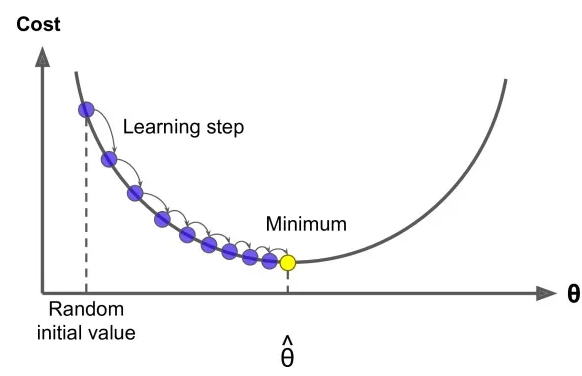 Cost
Learning step
Minimum
θ
Random
initial value
θ̂